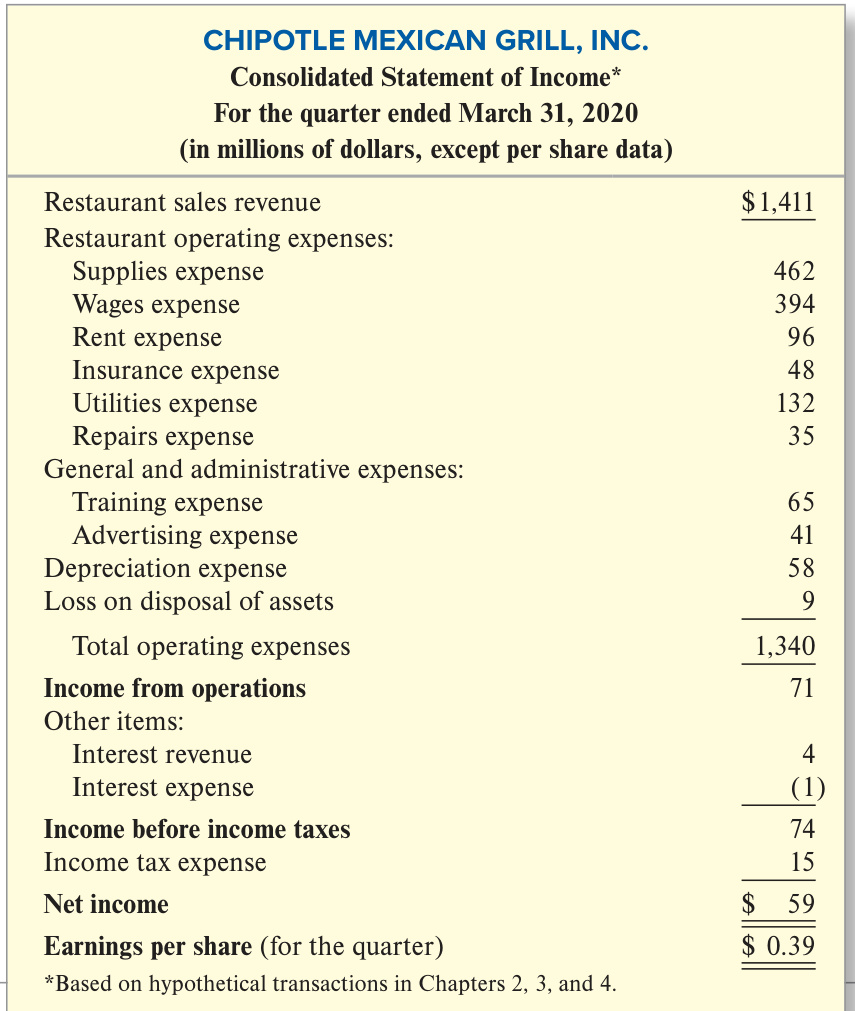 CHIPOTLE MEXICAN GRILL, INC.
Consolidated Statement of Income*
For the quarter ended March 31, 2020
(in millions of dollars, except per share data)
Restaurant sales revenue $1,411
Restaurant operating expenses:
Supplies expense 462
Wages expense 394
Rent expense 96
Insurance expense 48
Utilities expense 132
Repairs expense 35
General and administrative expenses:
Training expense 65
Advertising expense 41
Depreciation expense 58
Loss on disposal of assets 9
Total operating expenses 1,340
Income from operations 71
Other items:
Interest revenue 4
Interest expense (1)
Income before income taxes 74
Income tax expense 15
Net income $ 59
Earnings per share (for the quarter) $ 0.39
*Based on hypothetical transactions in Chapters 2, 3, and 4.